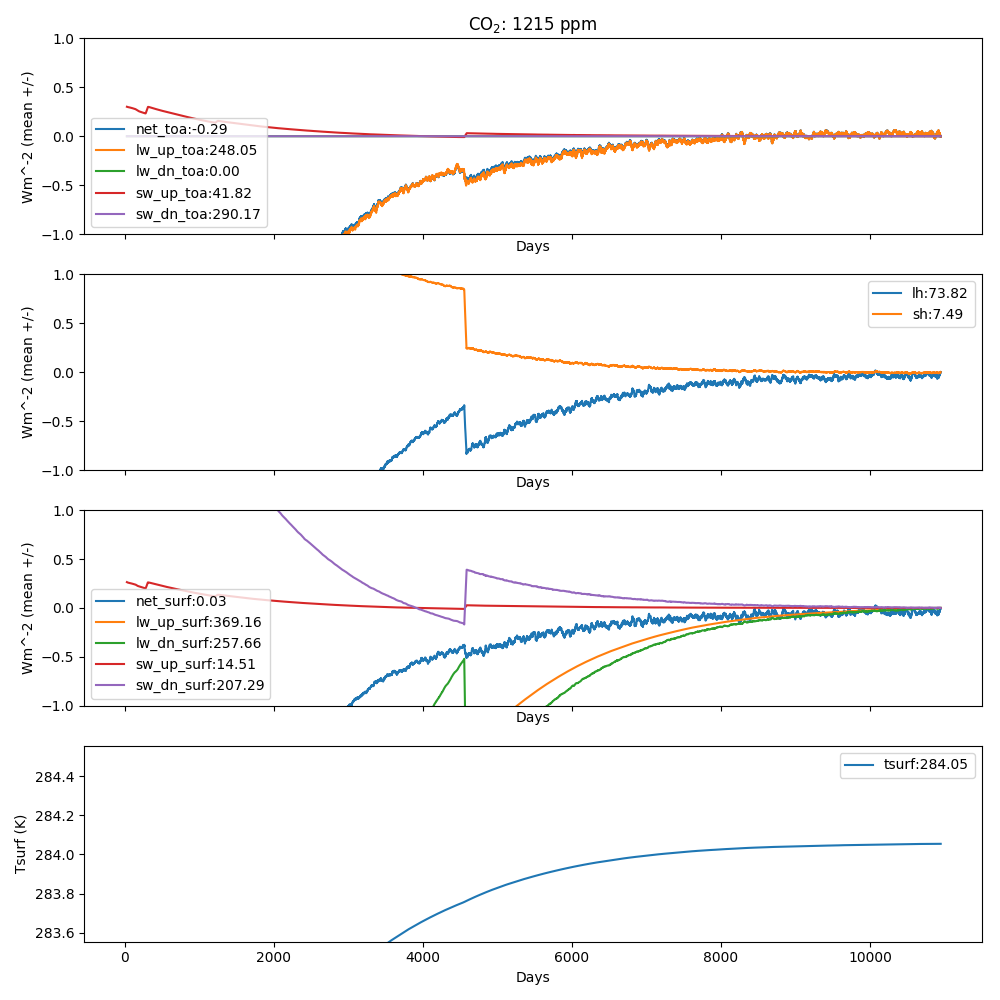 CO2: 1215 ppm
1.0
0.5
0.0
−0.5
−1.0
Wm^-2 (mean +/-)
net_toa:-0.29
lw_up_toa:248.05
lw_dn_toa:0.00
sw_up_toa:41.82
sw_dn_toa:290.17
Days
1.0
0.5
0.0
−0.5
−1.0
Wm^-2 (mean +/-)
lh:73.82
sh:7.49
Days
1.0
0.5
0.0
−0.5
−1.0
Wm^-2 (mean +/-)
net_surf:0.03
lw_up_surf:369.16
lw_dn_surf:257.66
sw_up_surf:14.51
sw_dn_surf:207.29
Days
284.4
284.2
284.0
283.8
283.6
Tsurf (K)
tsurf:284.05
0 2000 4000 6000 8000 10000
Days